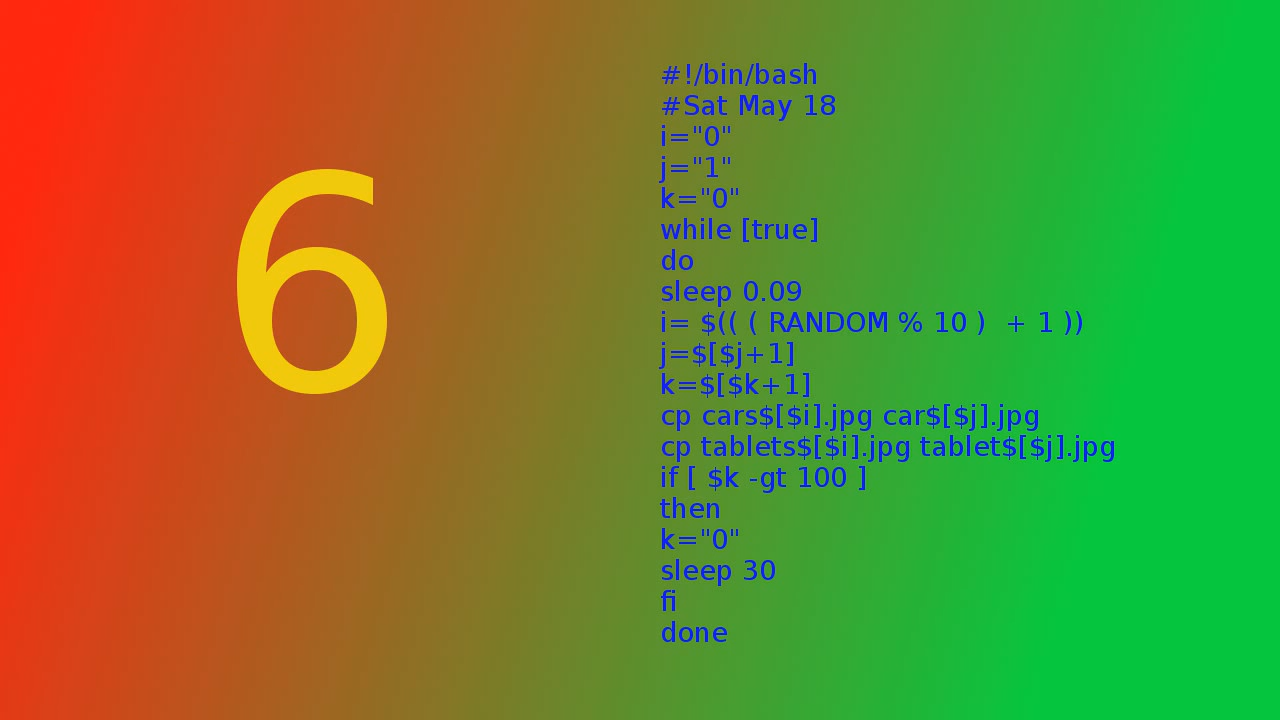 6
#!/bin/bash
#Sat May 18
i="0"
j="1"
k="0"
while [true]
do
sleep 0.09
i= $(( ( RANDOM % 10 )  + 1 ))
j=$[$j+1]
k=$[$k+1]
cp cars$[$i].jpg car$[$j].jpg
cp tablets$[$i].jpg tablet$[$j].jpg
if [ $k -gt 100 ]
then
k="0"
sleep 30
fi
done